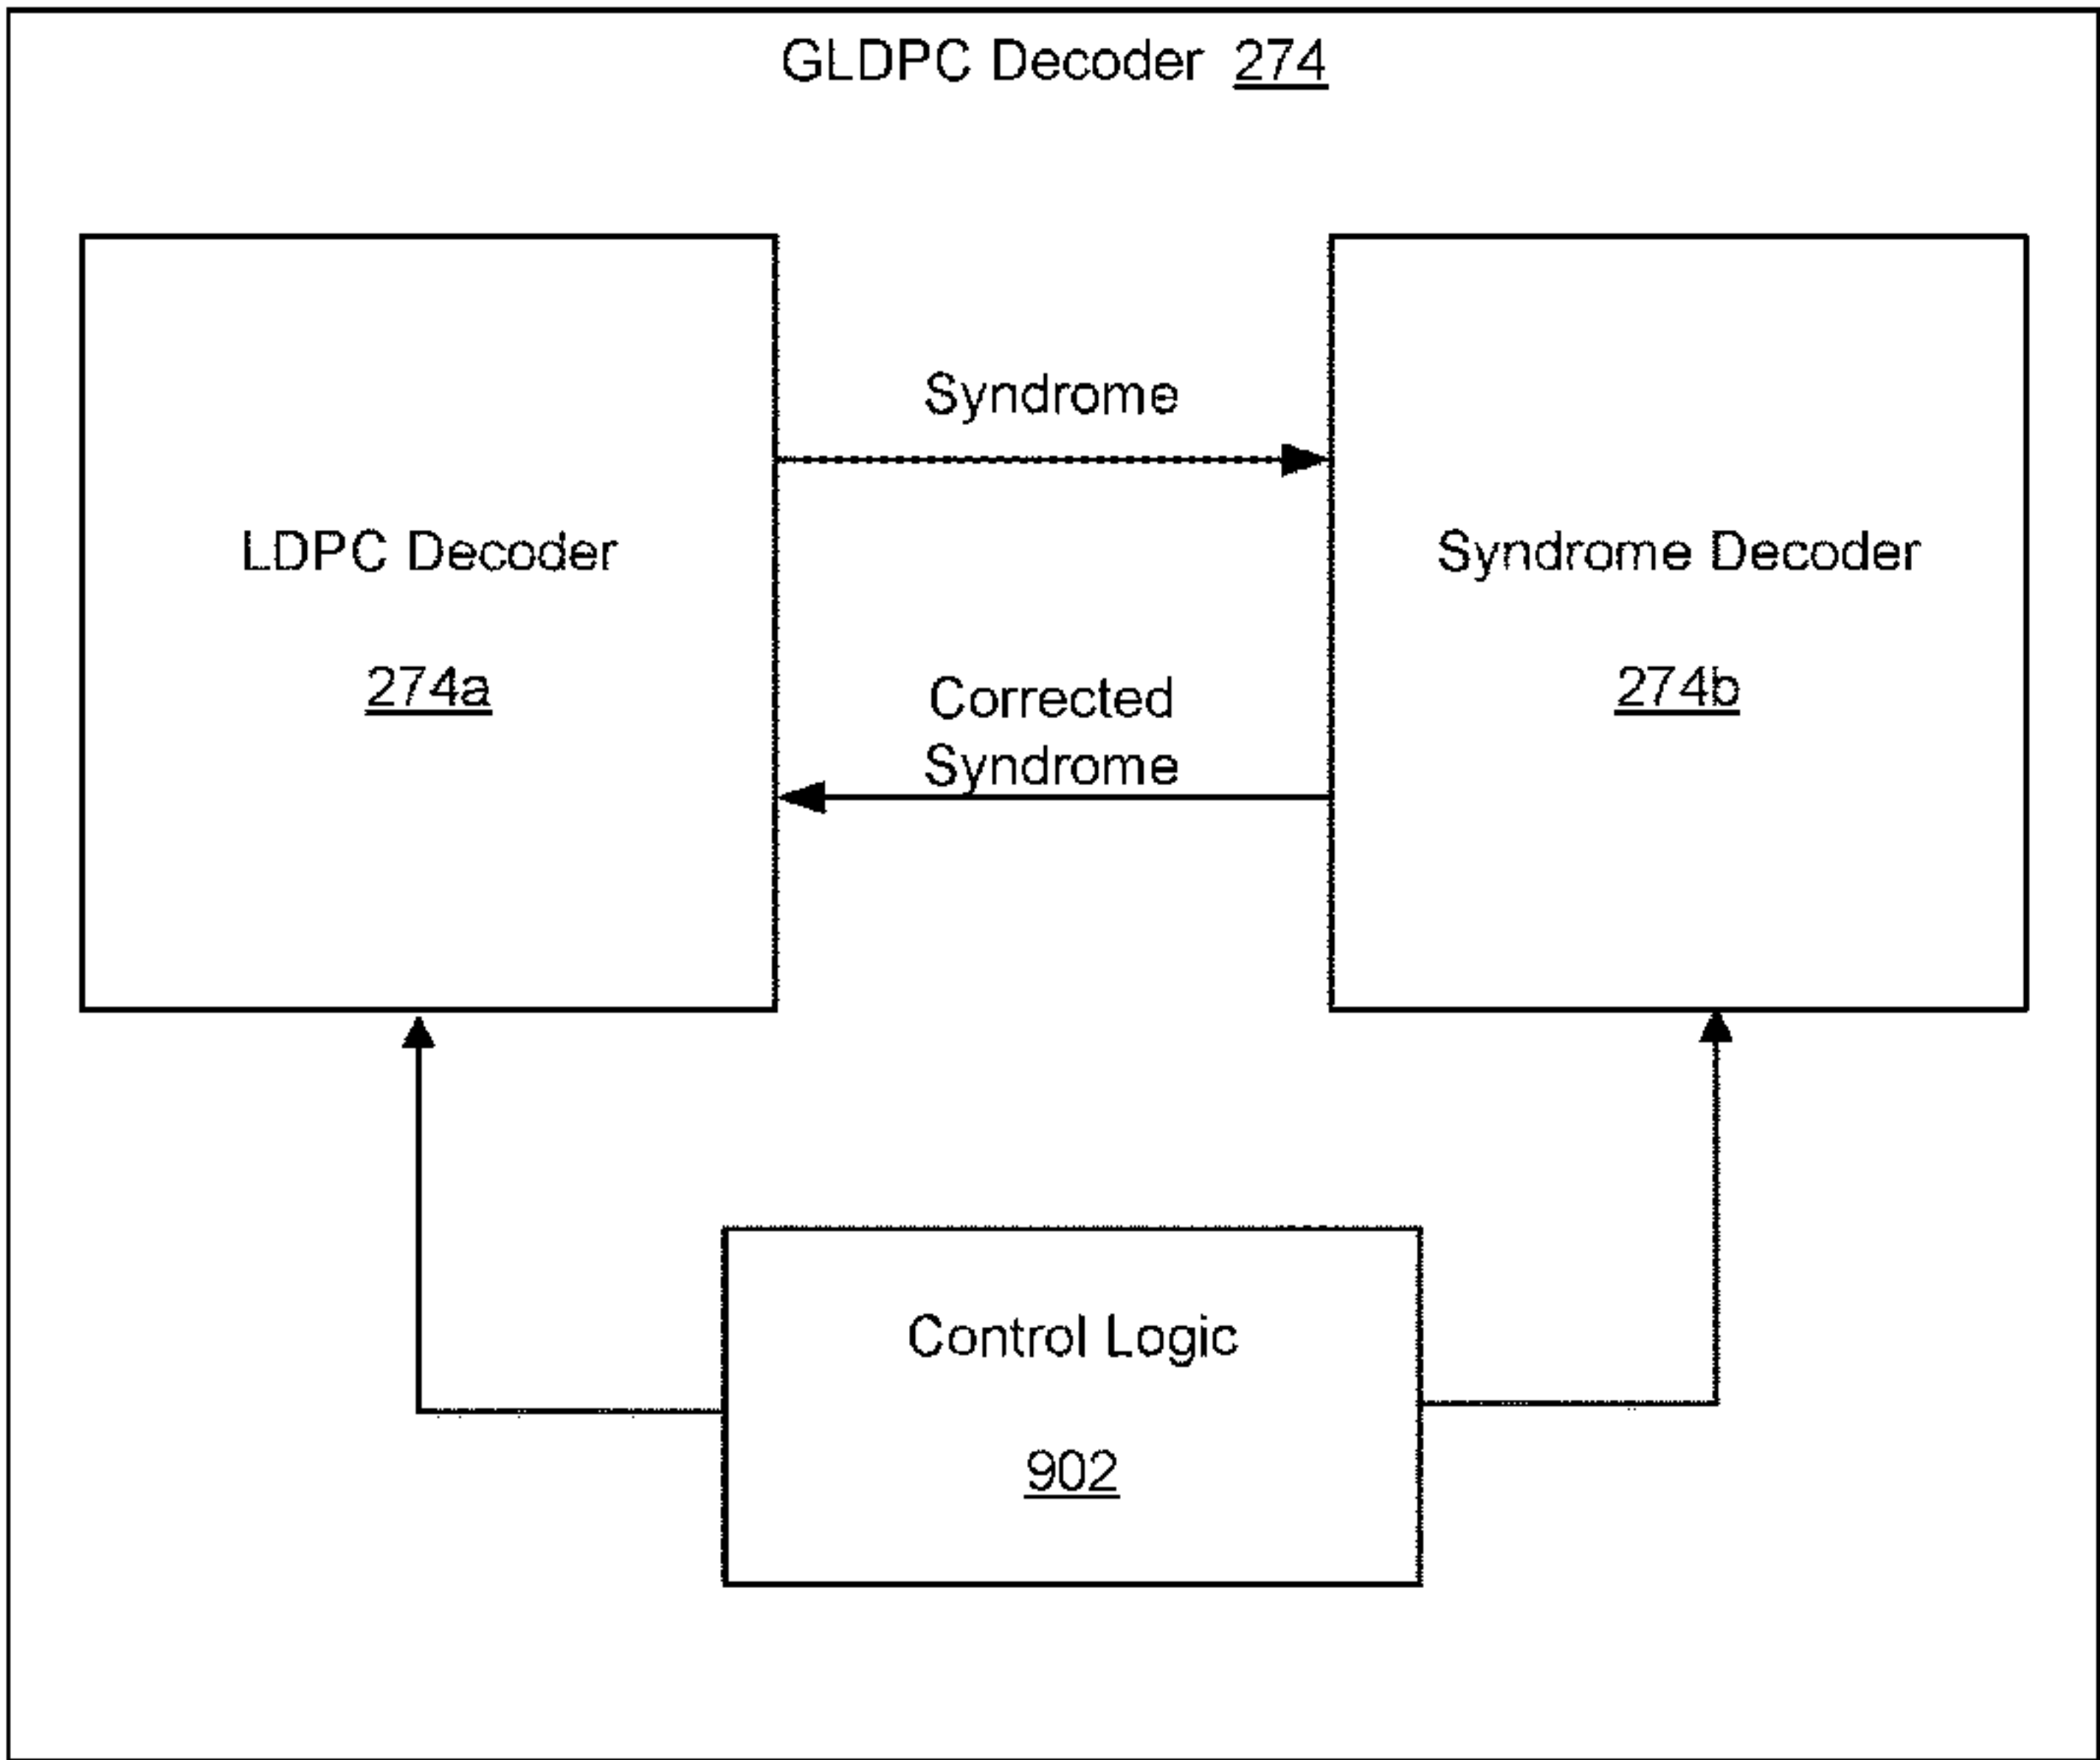 GLDPC Decoder 274
Syndrome
LDPC Decoder
274a
Syndrome Decoder
274b
Corrected
Syndrome
Control Logic
902